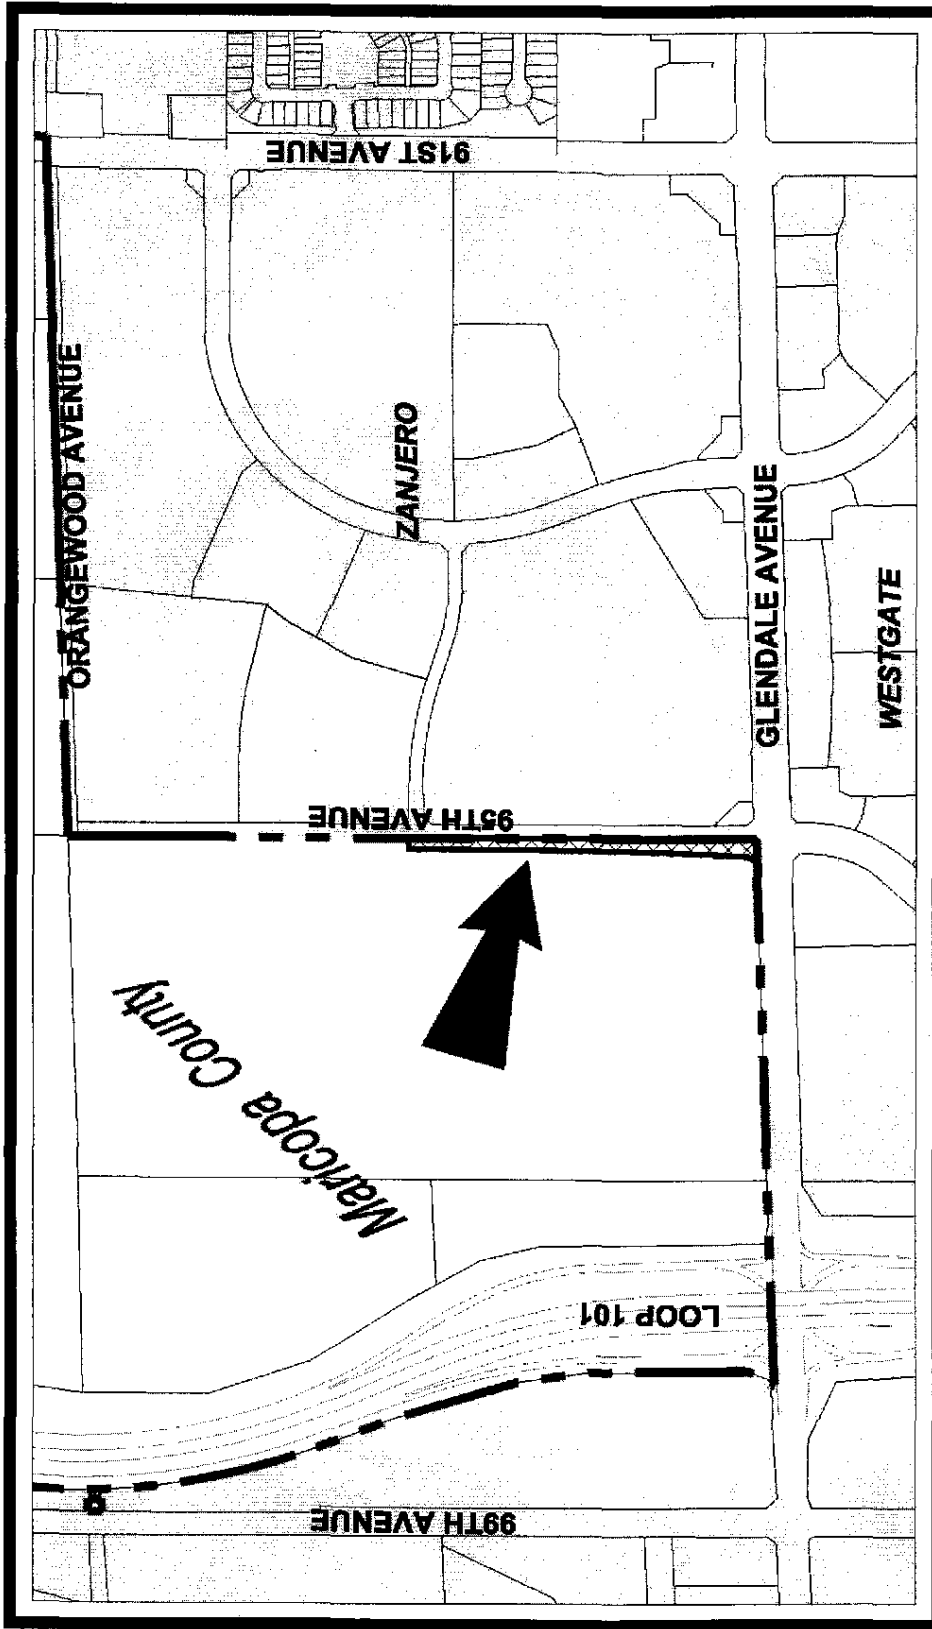 91ST AVENUE
ORANGEWOOD AVENUE
ZANJERO
GLENDALE AVENUE
WESTGATE
95TH AVENUE
Maricopa County
LOOP 101
99TH AVENUE